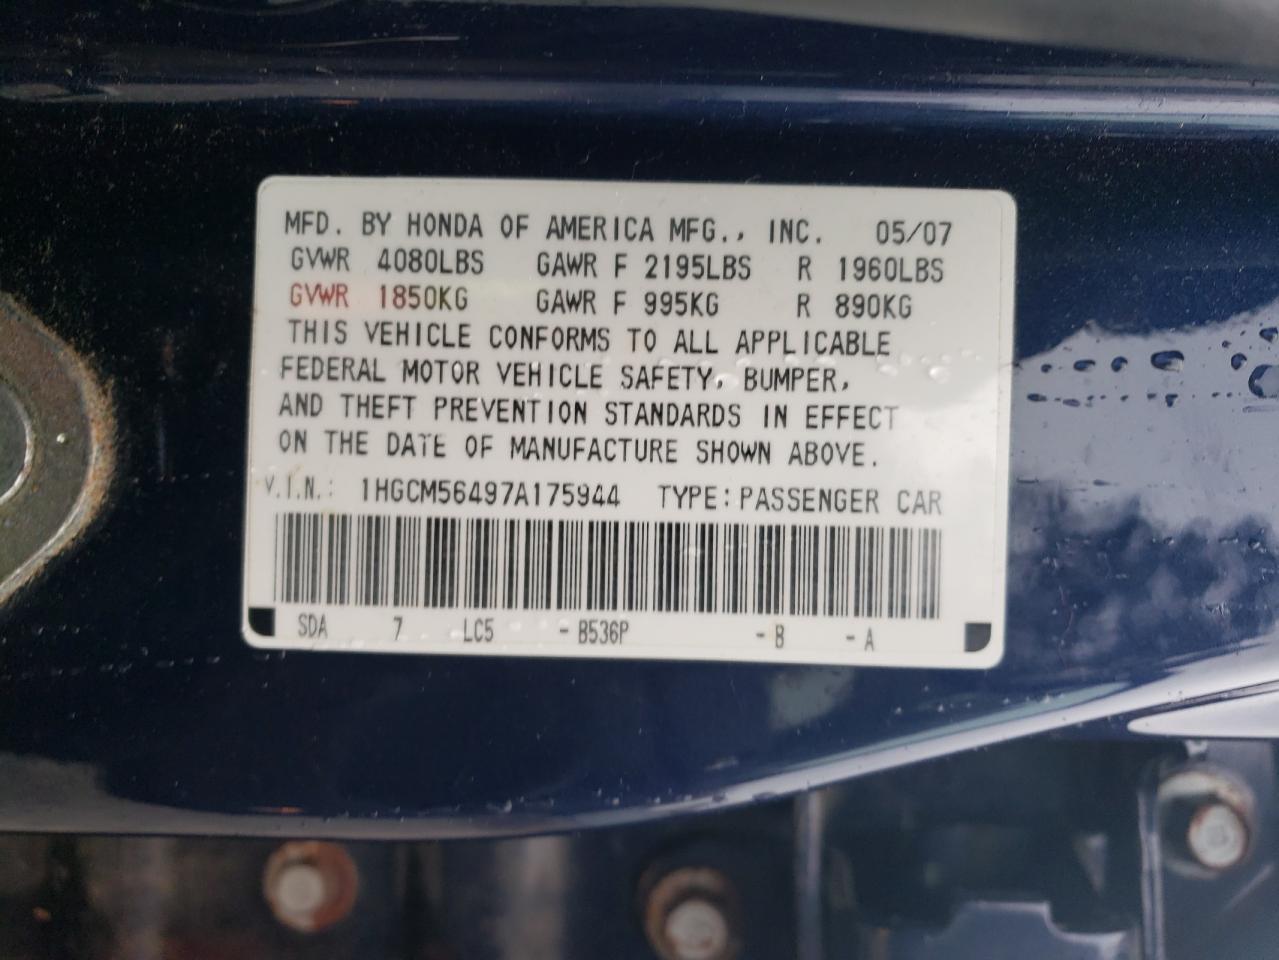 MFD. BY HONDA OF AMERICA MFG., INC. 05/07
GVWR 4080LBS GAWR F 2195LBS R 1960LBS
GVWR 1850KG GAWR F 995KG R 890KG
THIS VEHICLE CONFORMS TO ALL APPLICABLE
FEDERAL MOTOR VEHICLE SAFETY, BUMPER,
AND THEFT PREVENTION STANDARDS IN EFFECT
ON THE DATE OF MANUFACTURE SHOWN ABOVE.
V.I.N.: 1HGCM56497A175944 TYPE:PASSENGER CAR
SDA 7 LC5 -B536P -B -A